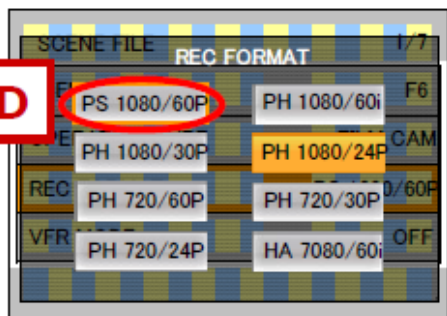 SCENE FILE 1/7
REC FORMAT
F6
D
PS 1080/60P PH 1080/60i
CAM
PH 1080/30P PH 1080/24P
REC 0/60P
PH 720/60P PH 720/30P
VFR OFF
PH 720/24P HA 7080/60i